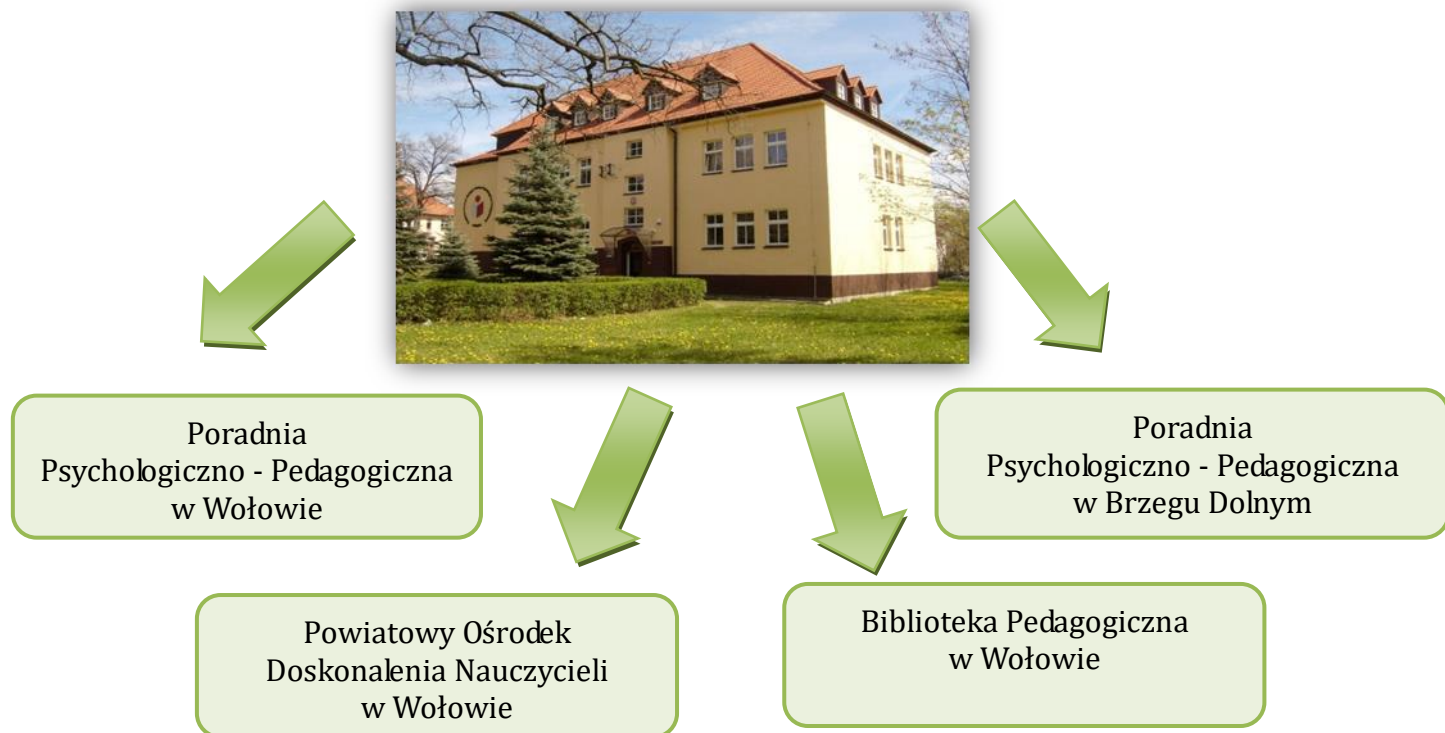 Poradnia
Psychologiczno - Pedagogiczna
w Wołowie
Poradnia
Psychologiczno - Pedagogiczna
w Brzegu Dolnym
Powiatowy Ośrodek
Doskonalenia Nauczycieli
w Wołowie
Biblioteka Pedagogiczna
w Wołowie